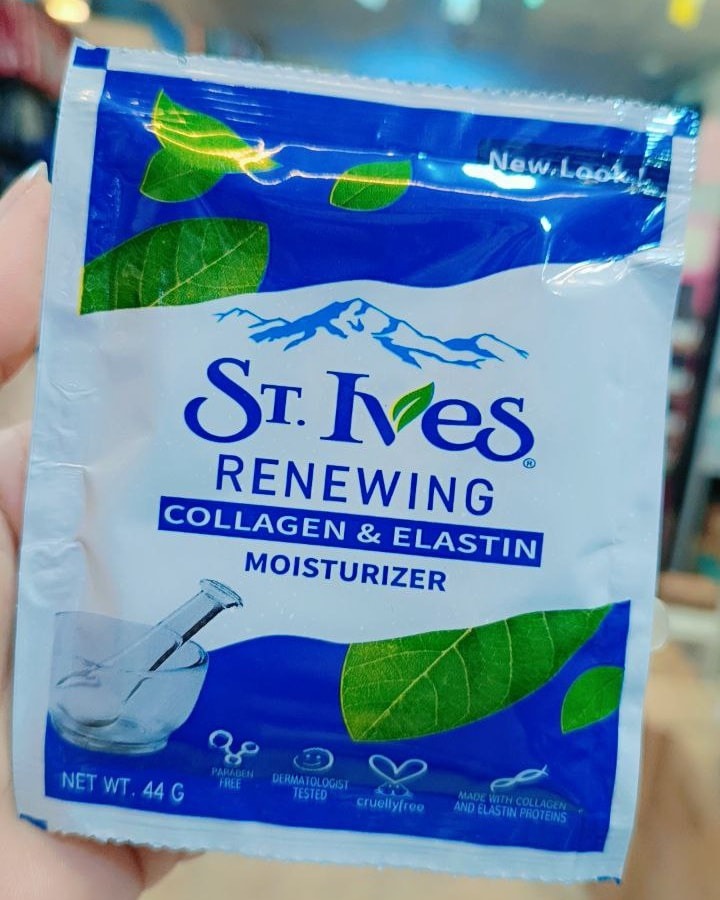 New Look!
ST. IVES
®
RENEWING
COLLAGEN & ELASTIN
MOISTURIZER
PARABEN
FREE
DERMATOLOGIST
TESTED
crueltyfree
MADE WITH COLLAGEN
AND ELASTIN PROTEINS
NET WT. 44 G